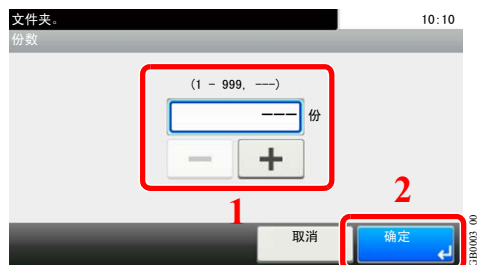 文件夹。 10:10
份数
(1 - 999, ---)
--- 份
− +
1
2
取消 确定
GB0003_00